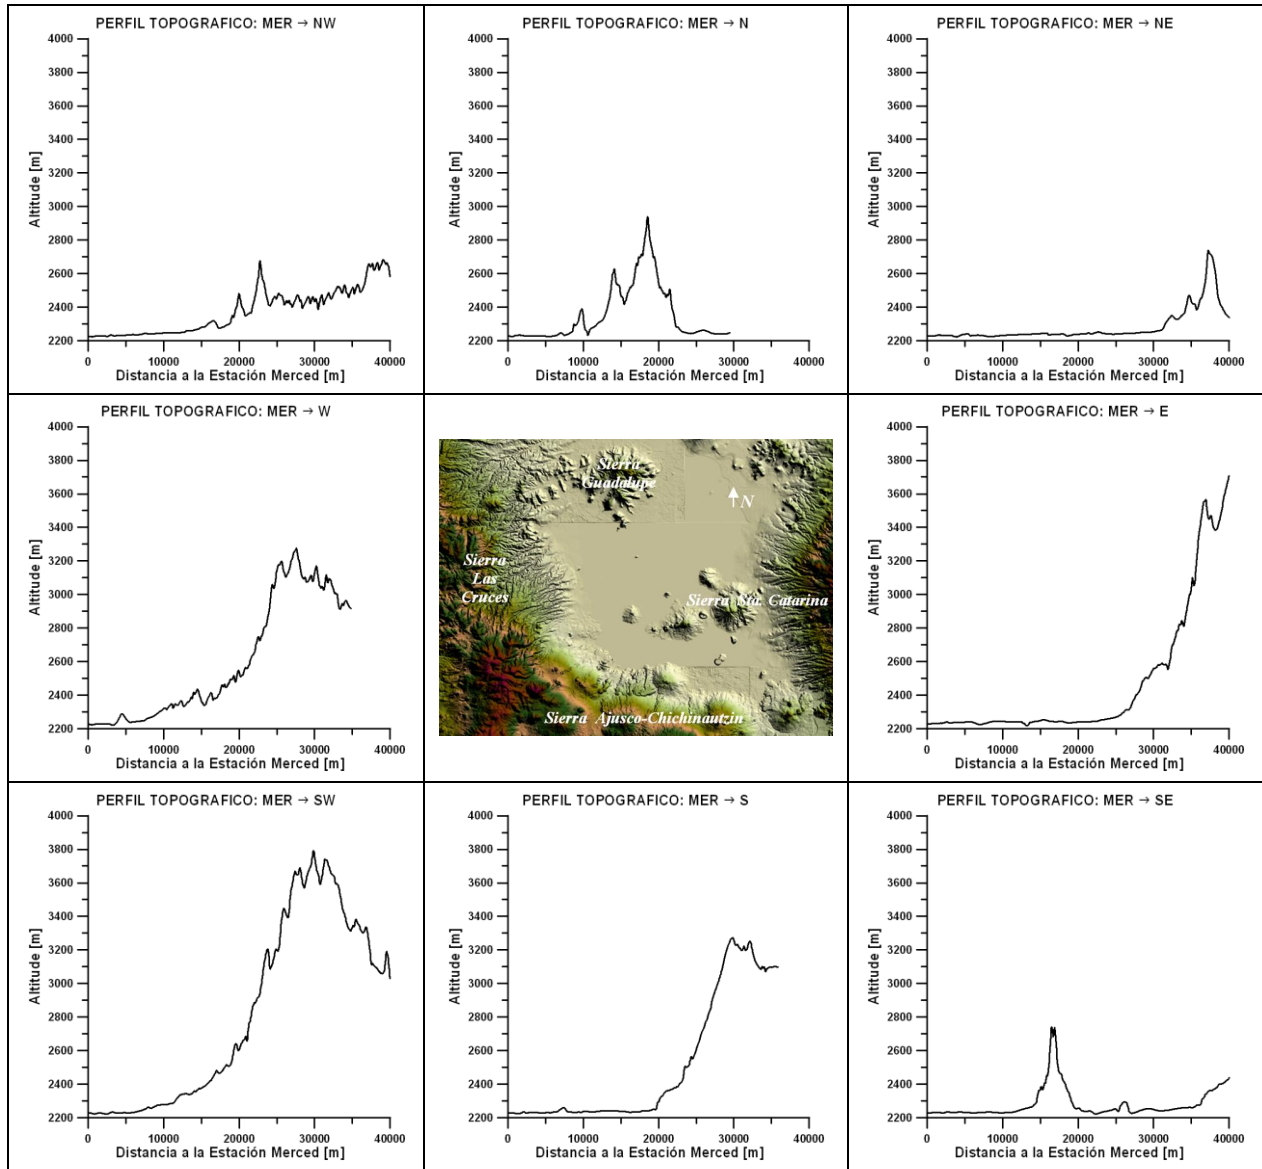 PERFIL TOPOGRAFICO: MER → NW
4000
3800
3600
3400
3200
3000
2800
2600
2400
2200
Altitude [m]
0 10000 20000 30000 40000
Distancia a la Estación Merced [m]
PERFIL TOPOGRAFICO: MER → N
4000
3800
3600
3400
3200
3000
2800
2600
2400
2200
Altitude [m]
0 10000 20000 30000 40000
Distancia a la Estación Merced [m]
PERFIL TOPOGRAFICO: MER → NE
4000
3800
3600
3400
3200
3000
2800
2600
2400
2200
Altitude [m]
0 10000 20000 30000 40000
Distancia a la Estación Merced [m]
PERFIL TOPOGRAFICO: MER → W
4000
3800
3600
3400
3200
3000
2800
2600
2400
2200
Altitude [m]
0 10000 20000 30000 40000
Distancia a la Estación Merced [m]
Sierra
Guadalupe
N
Sierra
Las
Cruces
Sierra Sta. Catarina
Sierra Ajusco-Chichinautzin
PERFIL TOPOGRAFICO: MER → E
4000
3800
3600
3400
3200
3000
2800
2600
2400
2200
Altitude [m]
0 10000 20000 30000 40000
Distancia a la Estación Merced [m]
PERFIL TOPOGRAFICO: MER → SW
4000
3800
3600
3400
3200
3000
2800
2600
2400
2200
Altitude [m]
0 10000 20000 30000 40000
Distancia a la Estación Merced [m]
PERFIL TOPOGRAFICO: MER → S
4000
3800
3600
3400
3200
3000
2800
2600
2400
2200
Altitude [m]
0 10000 20000 30000 40000
Distancia a la Estación Merced [m]
PERFIL TOPOGRAFICO: MER → SE
4000
3800
3600
3400
3200
3000
2800
2600
2400
2200
Altitude [m]
0 10000 20000 30000 40000
Distancia a la Estación Merced [m]